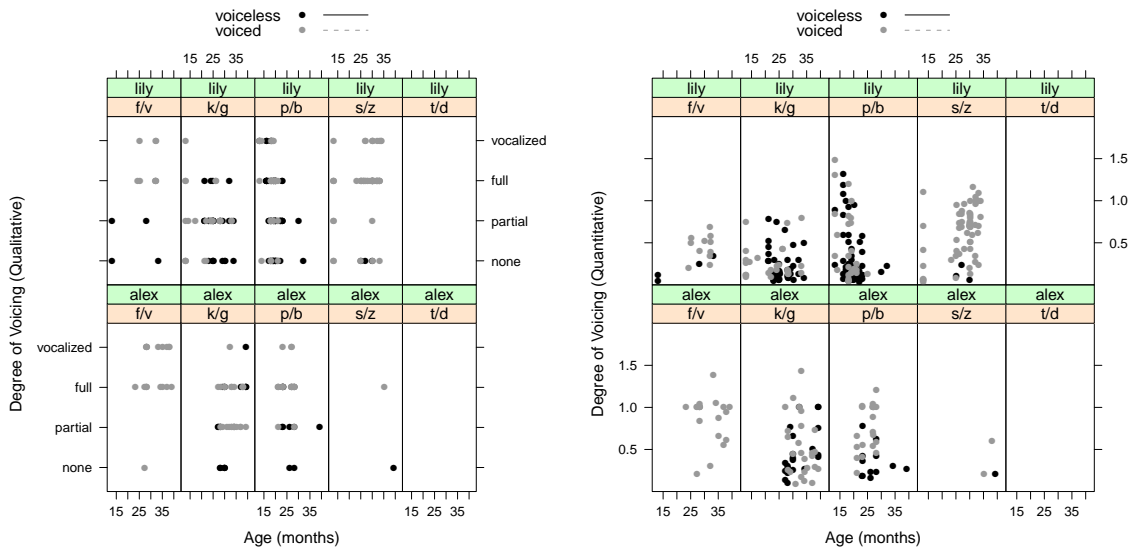 voiceless
voiced
15 25 35
lily lily lily lily lily
f/v k/g p/b s/z t/d
vocalized
full
partial
none
alex alex alex alex alex
f/v k/g p/b s/z t/d
vocalized
full
partial
none
15 25 35 15 25 35 15 25 35
Age (months)
Degree of Voicing (Qualitative)
voiceless
voiced
15 25 35 15 25 35
lily lily lily lily lily
f/v k/g p/b s/z t/d
1.5
1.0
0.5
alex alex alex alex alex
f/v k/g p/b s/z t/d
1.5
1.0
0.5
15 25 35 15 25 35 15 25 35
Age (months)
Degree of Voicing (Quantitative)